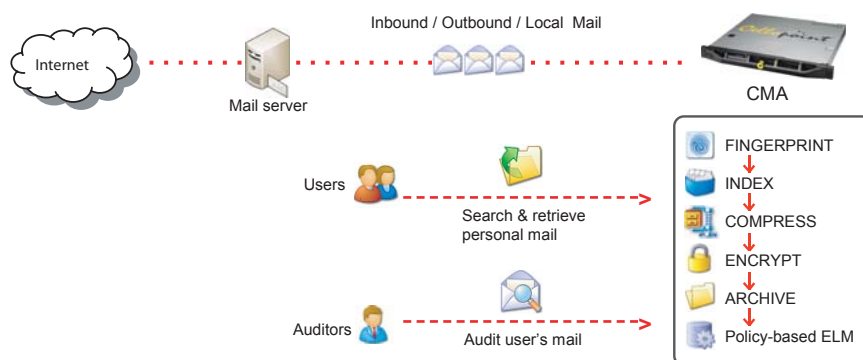 Inbound / Outbound / Local Mail
Internet
Cellopoint
Mail server
CMA
FINGERPRINT
Users
INDEX
Search & retrieve
personal mail
COMPRESS
ENCRYPT
ARCHIVE
Auditors
Audit user's mail
Policy-based ELM